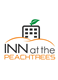 INN at the
PEACHTREES